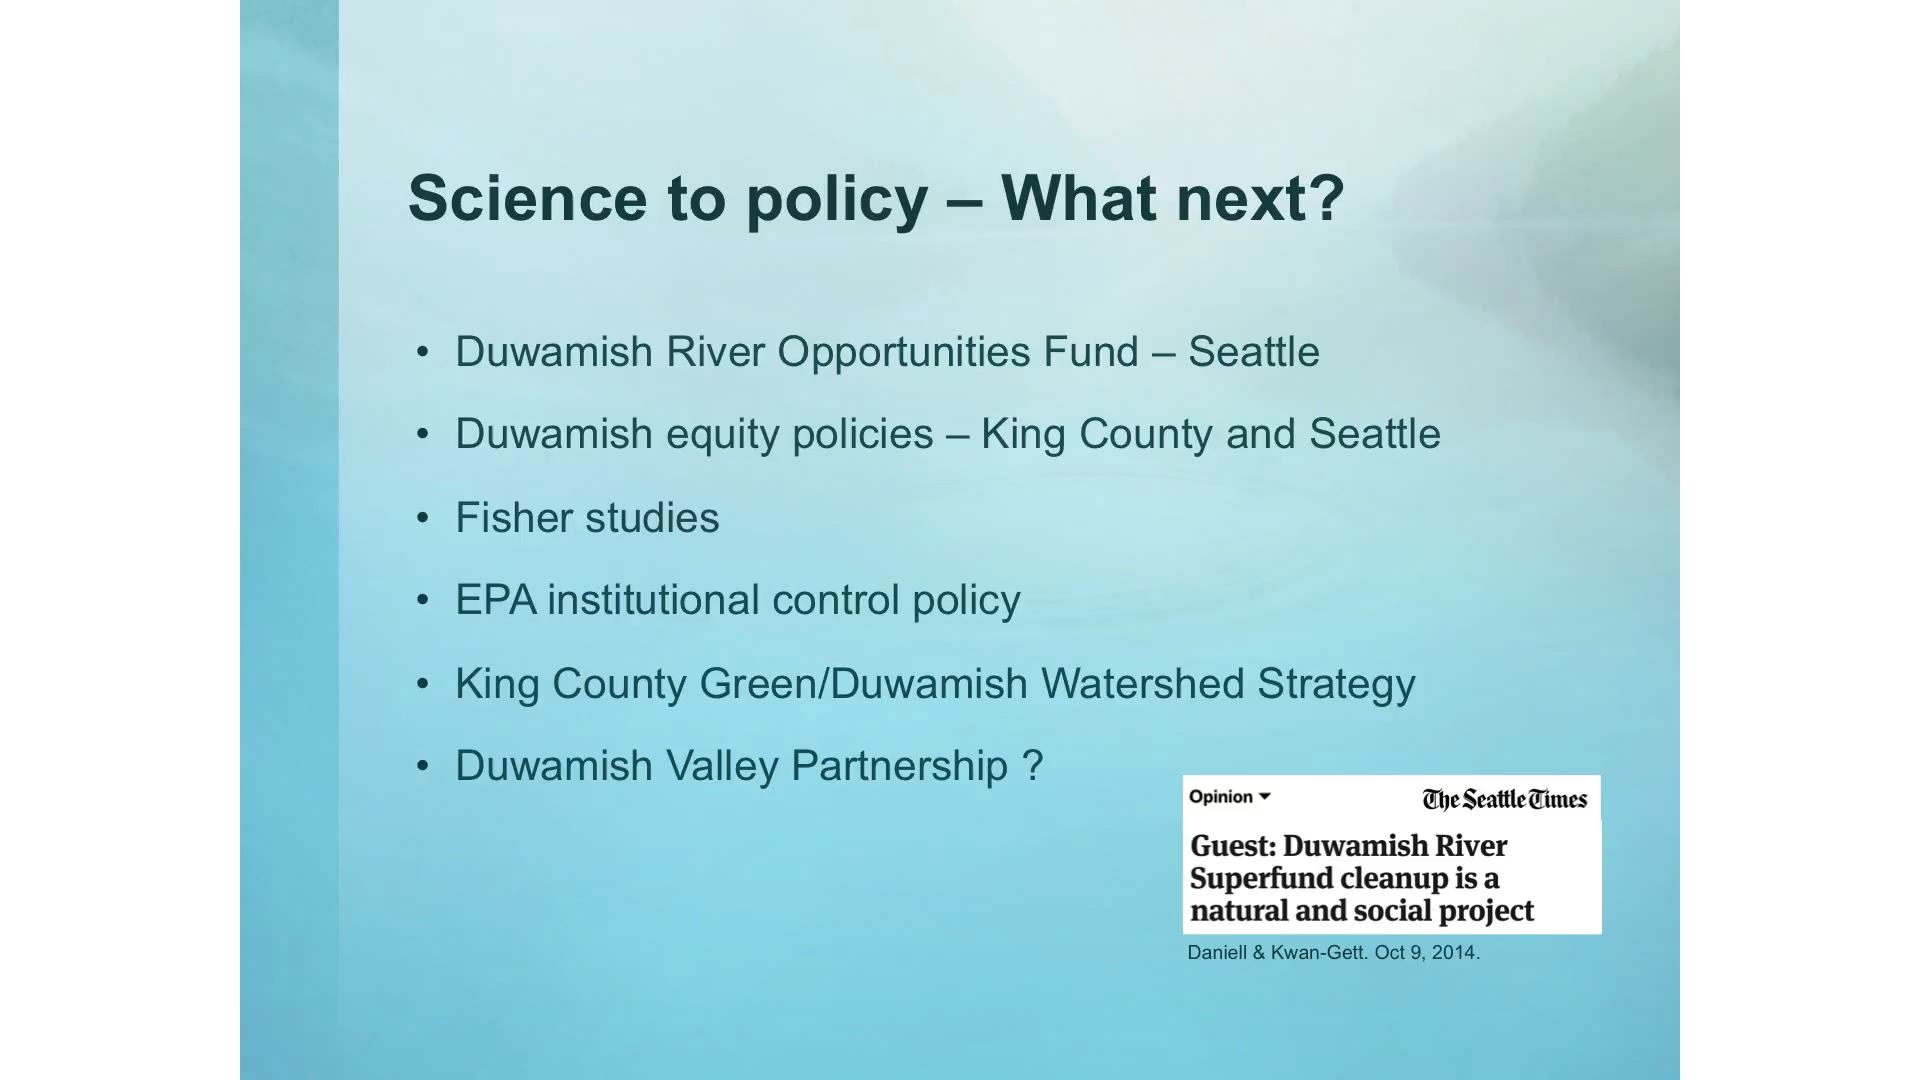 Science to policy – What next?
• Duwamish River Opportunities Fund – Seattle
• Duwamish equity policies – King County and Seattle
• Fisher studies
• EPA institutional control policy
• King County Green/Duwamish Watershed Strategy
• Duwamish Valley Partnership ?
Opinion
The Seattle Times
Guest: Duwamish River
Superfund cleanup is a
natural and social project
Daniell & Kwan-Gett. Oct 9, 2014.